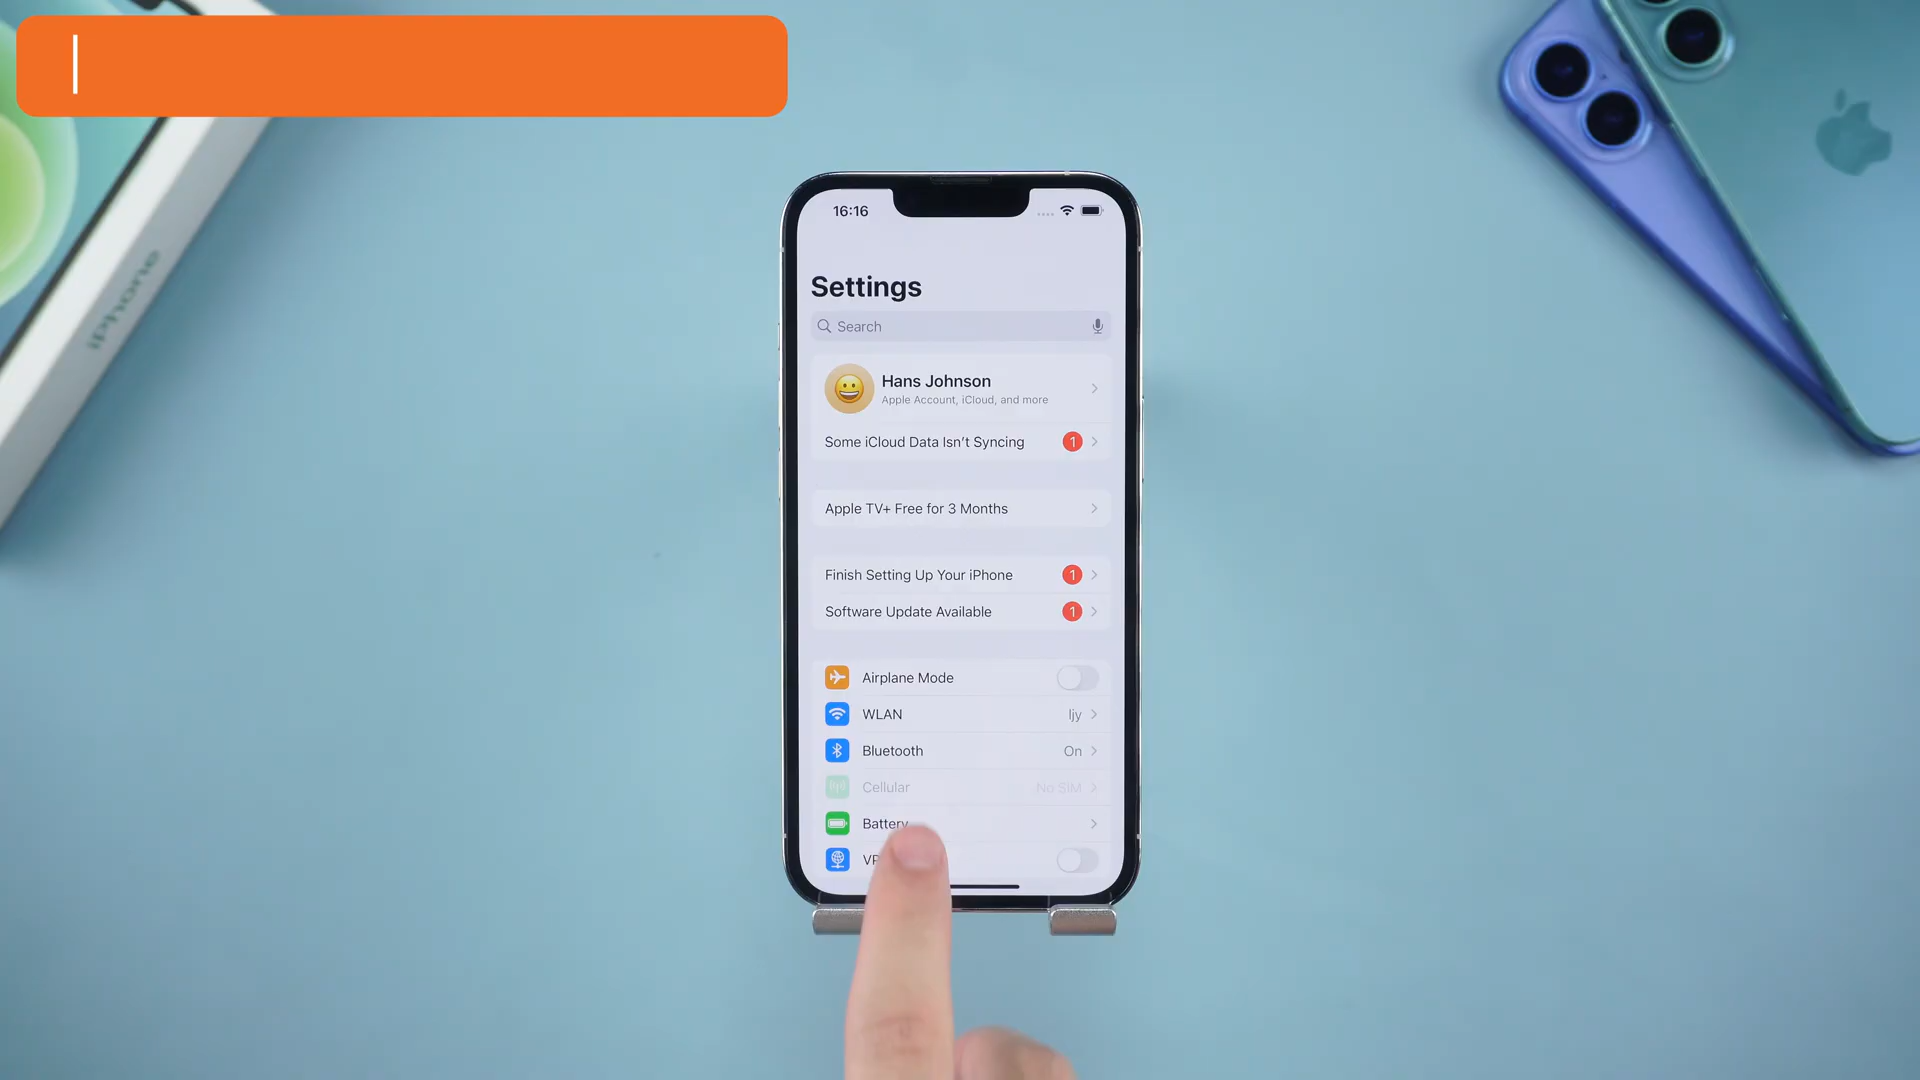 iPhone
16:16
Settings
Search
Hans Johnson
Apple Account, iCloud, and more
Some iCloud Data Isn't Syncing 1
Apple TV+ Free for 3 Months
Finish Setting Up Your iPhone 1
Software Update Available 1
Airplane Mode
WLAN ljy
Bluetooth On
Cellular No SIM
Battery